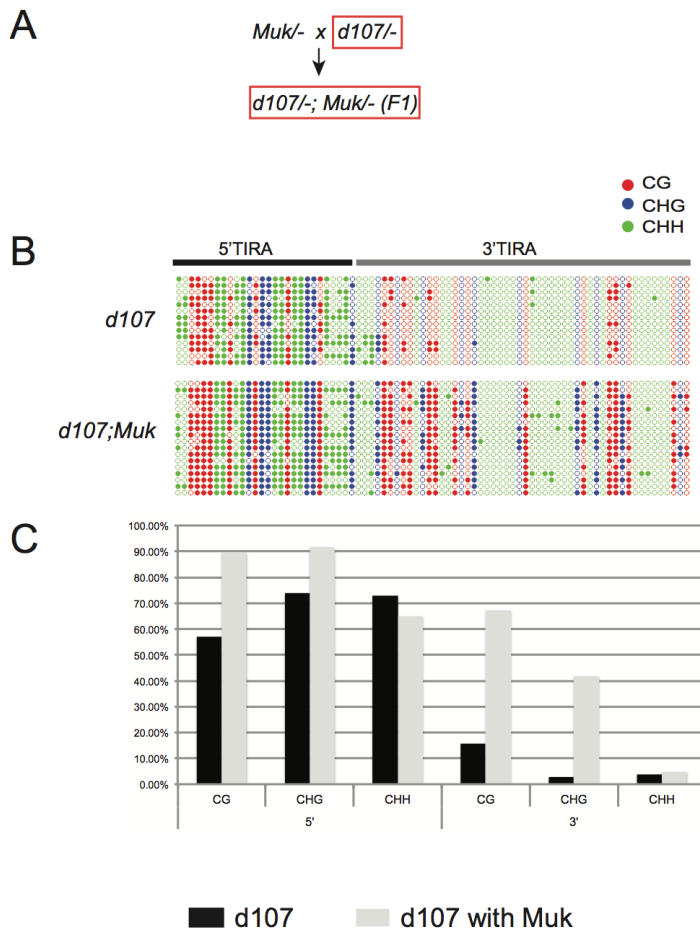 A
Muk/- x d107/-
d107/-; Muk/- (F1)
CG
CHG
CHH
B
5'TIRA 3'TIRA
d107
d107;Muk
C
100.00%
90.00%
80.00%
70.00%
60.00%
50.00%
40.00%
30.00%
20.00%
10.00%
0.00%
CG CHG CHH CG CHG CHH
5' 3'
d107 d107 with Muk